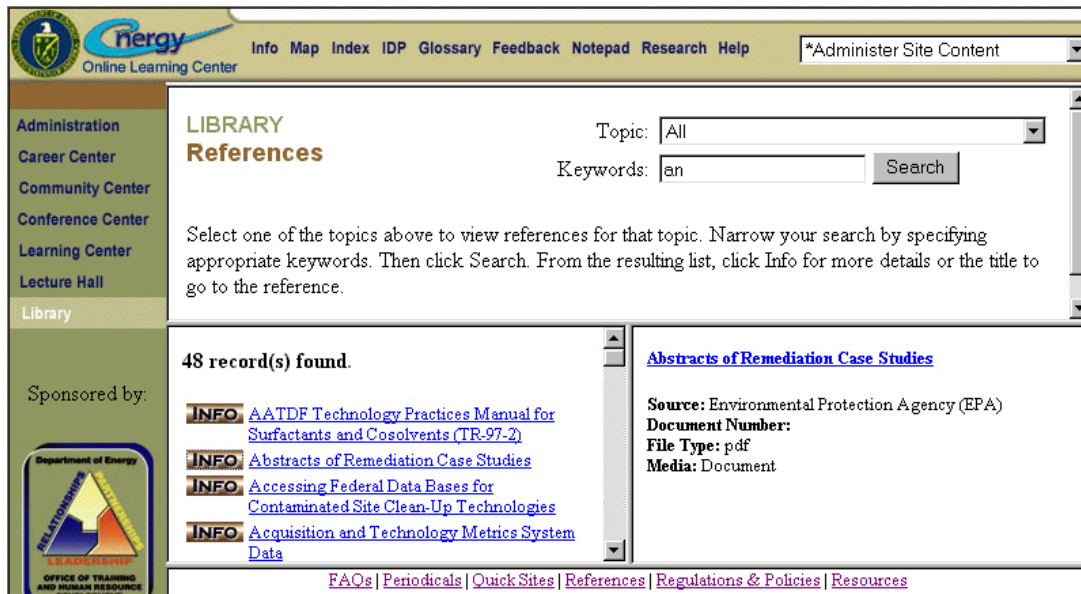 Energy
Online Learning Center
Info Map Index IDP Glossary Feedback Notepad Research Help
*Administer Site Content
Administration
Career Center
Community Center
Conference Center
Learning Center
Lecture Hall
Library
Sponsored by:
Department of Energy
RELATIONSHIPS
PARTNERSHIPS
LEADERSHIP
OFFICE OF TRAINING
AND HUMAN RESOURCE
LIBRARY
References
Topic: All
Keywords: an Search
Select one of the topics above to view references for that topic. Narrow your search by specifying
appropriate keywords. Then click Search. From the resulting list, click Info for more details or the title to
go to the reference.
48 record(s) found.
INFO AATDF Technology Practices Manual for
Surfactants and Cosolvents (TR-97-2)
INFO Abstracts of Remediation Case Studies
INFO Accessing Federal Data Bases for
Contaminated Site Clean-Up Technologies
INFO Acquisition and Technology Metrics System
Data
Abstracts of Remediation Case Studies
Source: Environmental Protection Agency (EPA)
Document Number:
File Type: pdf
Media: Document
FAQs | Periodicals | Quick Sites | References | Regulations & Policies | Resources